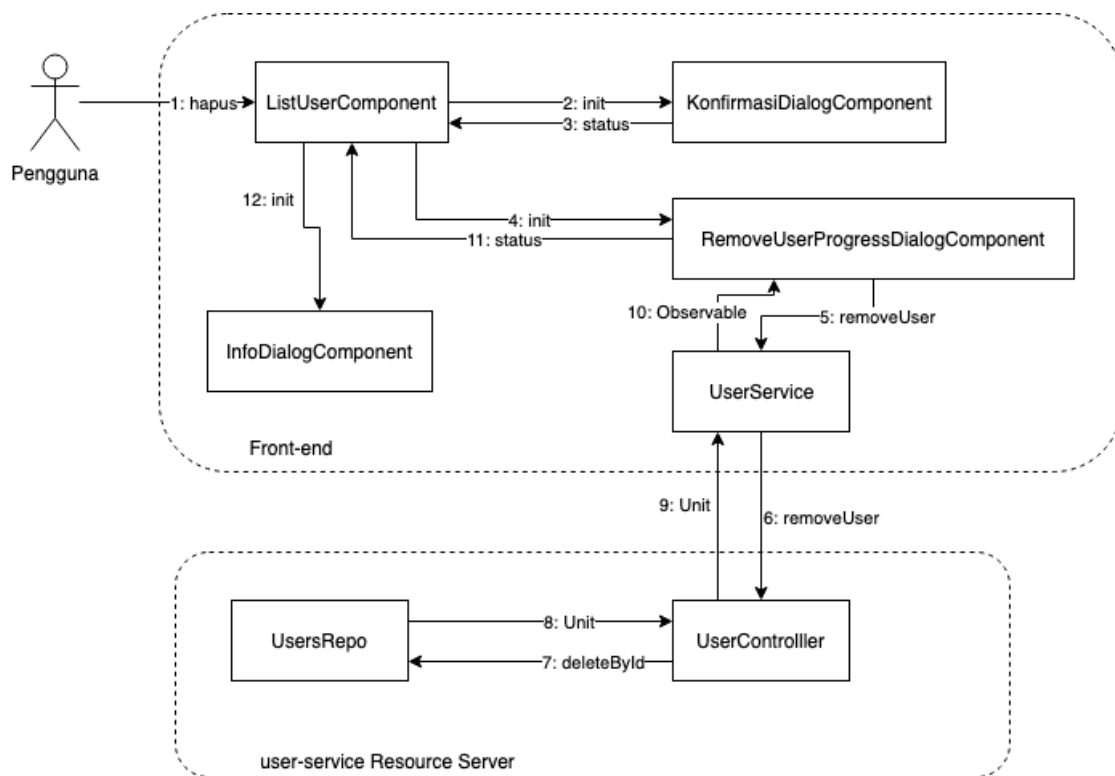 1: hapus
ListUserComponent
2: init
3: status
KonfirmasiDialogComponent
Pengguna
12: init
4: init
11: status
RemoveUserProgressDialogComponent
10: Observable
5: removeUser
InfoDialogComponent
UserService
Front-end
9: Unit
6: removeUser
UsersRepo
8: Unit
7: deleteById
UserControlller
user-service Resource Server